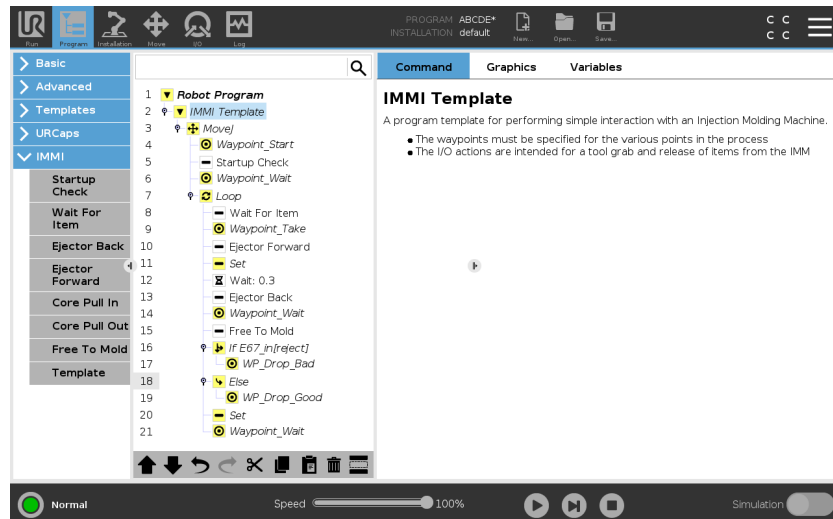 PROGRAM ABCDE*
INSTALLATION default
Run Program Installation Move I/O Log New... Open... Save...
C C
C C
Basic
Advanced
Templates
URCaps
IMMI
Startup
Check
Wait For
Item
Ejector Back
Ejector
Forward
Core Pull In
Core Pull Out
Free To Mold
Template
1 Robot Program
2 IMMI Template
3 MoveJ
4 Waypoint_Start
5 Startup Check
6 Waypoint_Wait
7 Loop
8 Wait For Item
9 Waypoint_Take
10 Ejector Forward
11 Set
12 Wait: 0.3
13 Ejector Back
14 Waypoint_Wait
15 Free To Mold
16 If E67_in[reject]
17 WP_Drop_Bad
18 Else
19 WP_Drop_Good
20 Set
21 Waypoint_Wait
Command Graphics Variables
IMMI Template
A program template for performing simple interaction with an Injection Molding Machine.
• The waypoints must be specified for the various points in the process
• The I/O actions are intended for a tool grab and release of items from the IMM
Normal
Speed 100%
Simulation